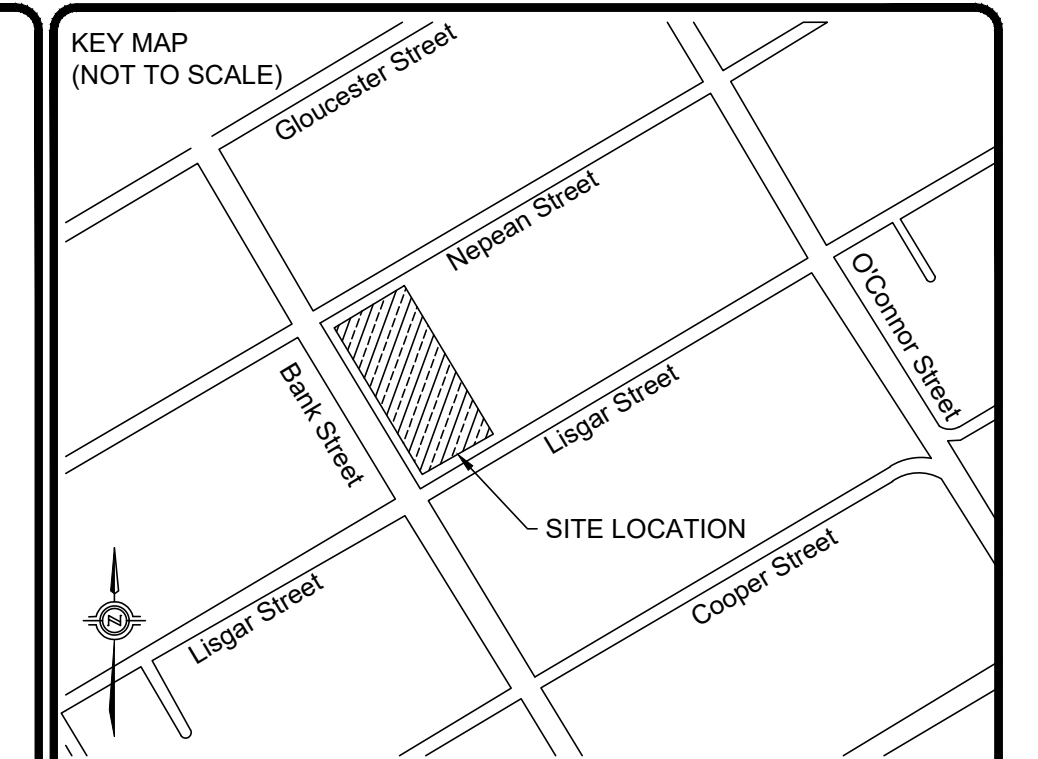 KEY MAP
(NOT TO SCALE)
Gloucester Street
Nepean Street
O'Connor Street
Bank Street
Lisgar Street
SITE LOCATION
Cooper Street
Lisgar Street
N